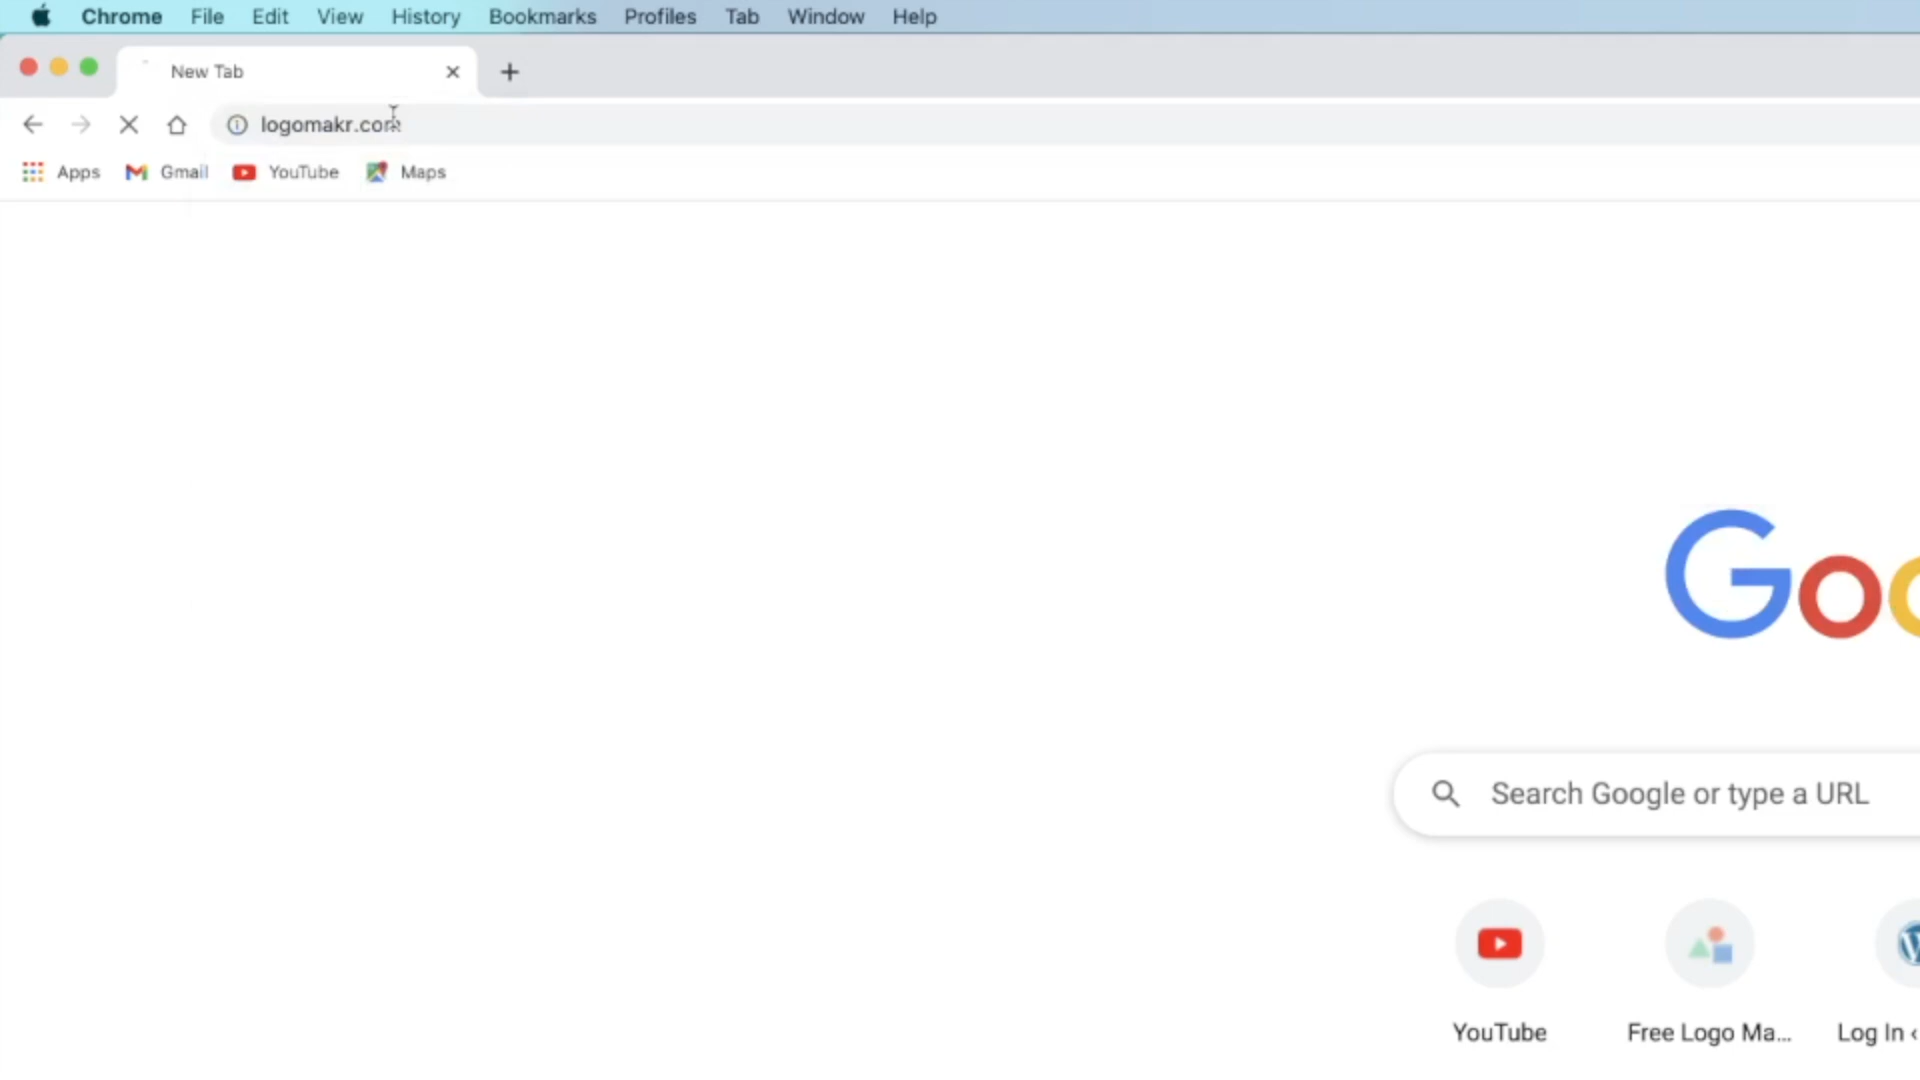 Chrome File Edit View History Bookmarks Profiles Tab Window Help
New Tab
logomakr.com
Apps Gmail YouTube Maps
Goo
Search Google or type a URL
YouTube Free Logo Ma... Log In ‹